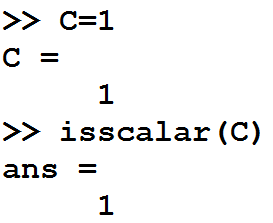 >> C=1
C =
1
>> isscalar(C)
ans =
1